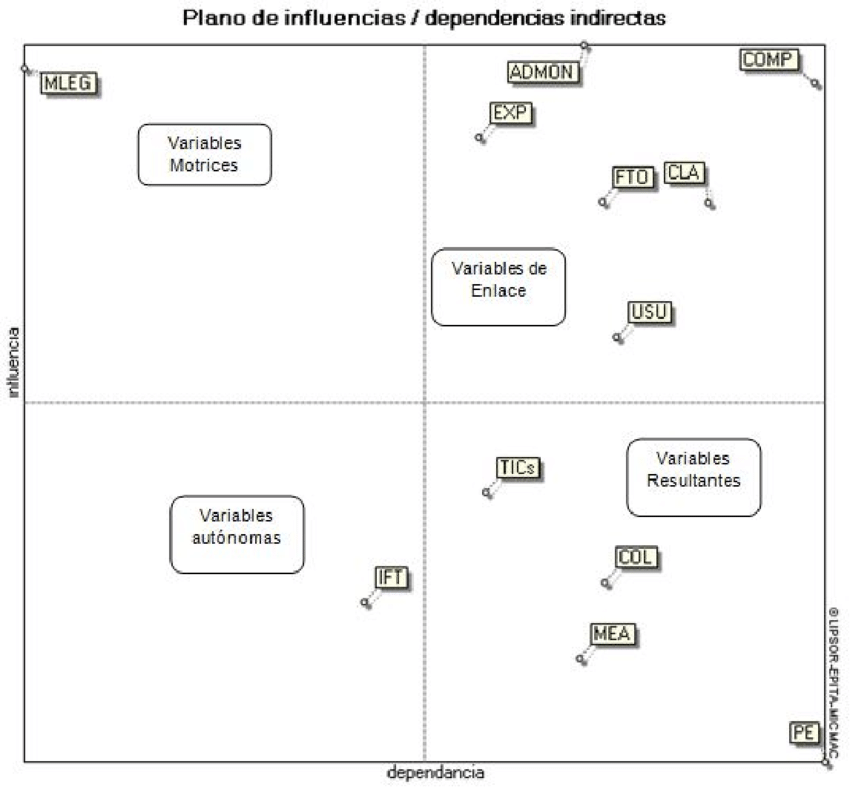 Plano de influencias / dependencias indirectas
MLEG
ADMON
COMP
EXP
Variables
Motrices
FTO
CLA
Variables de
Enlace
USU
influencia
TICs
Variables
Resultantes
Variables
autónomas
COL
IFT
MEA
PE
© LIPSOR-EPITA-MICMAC
dependancia